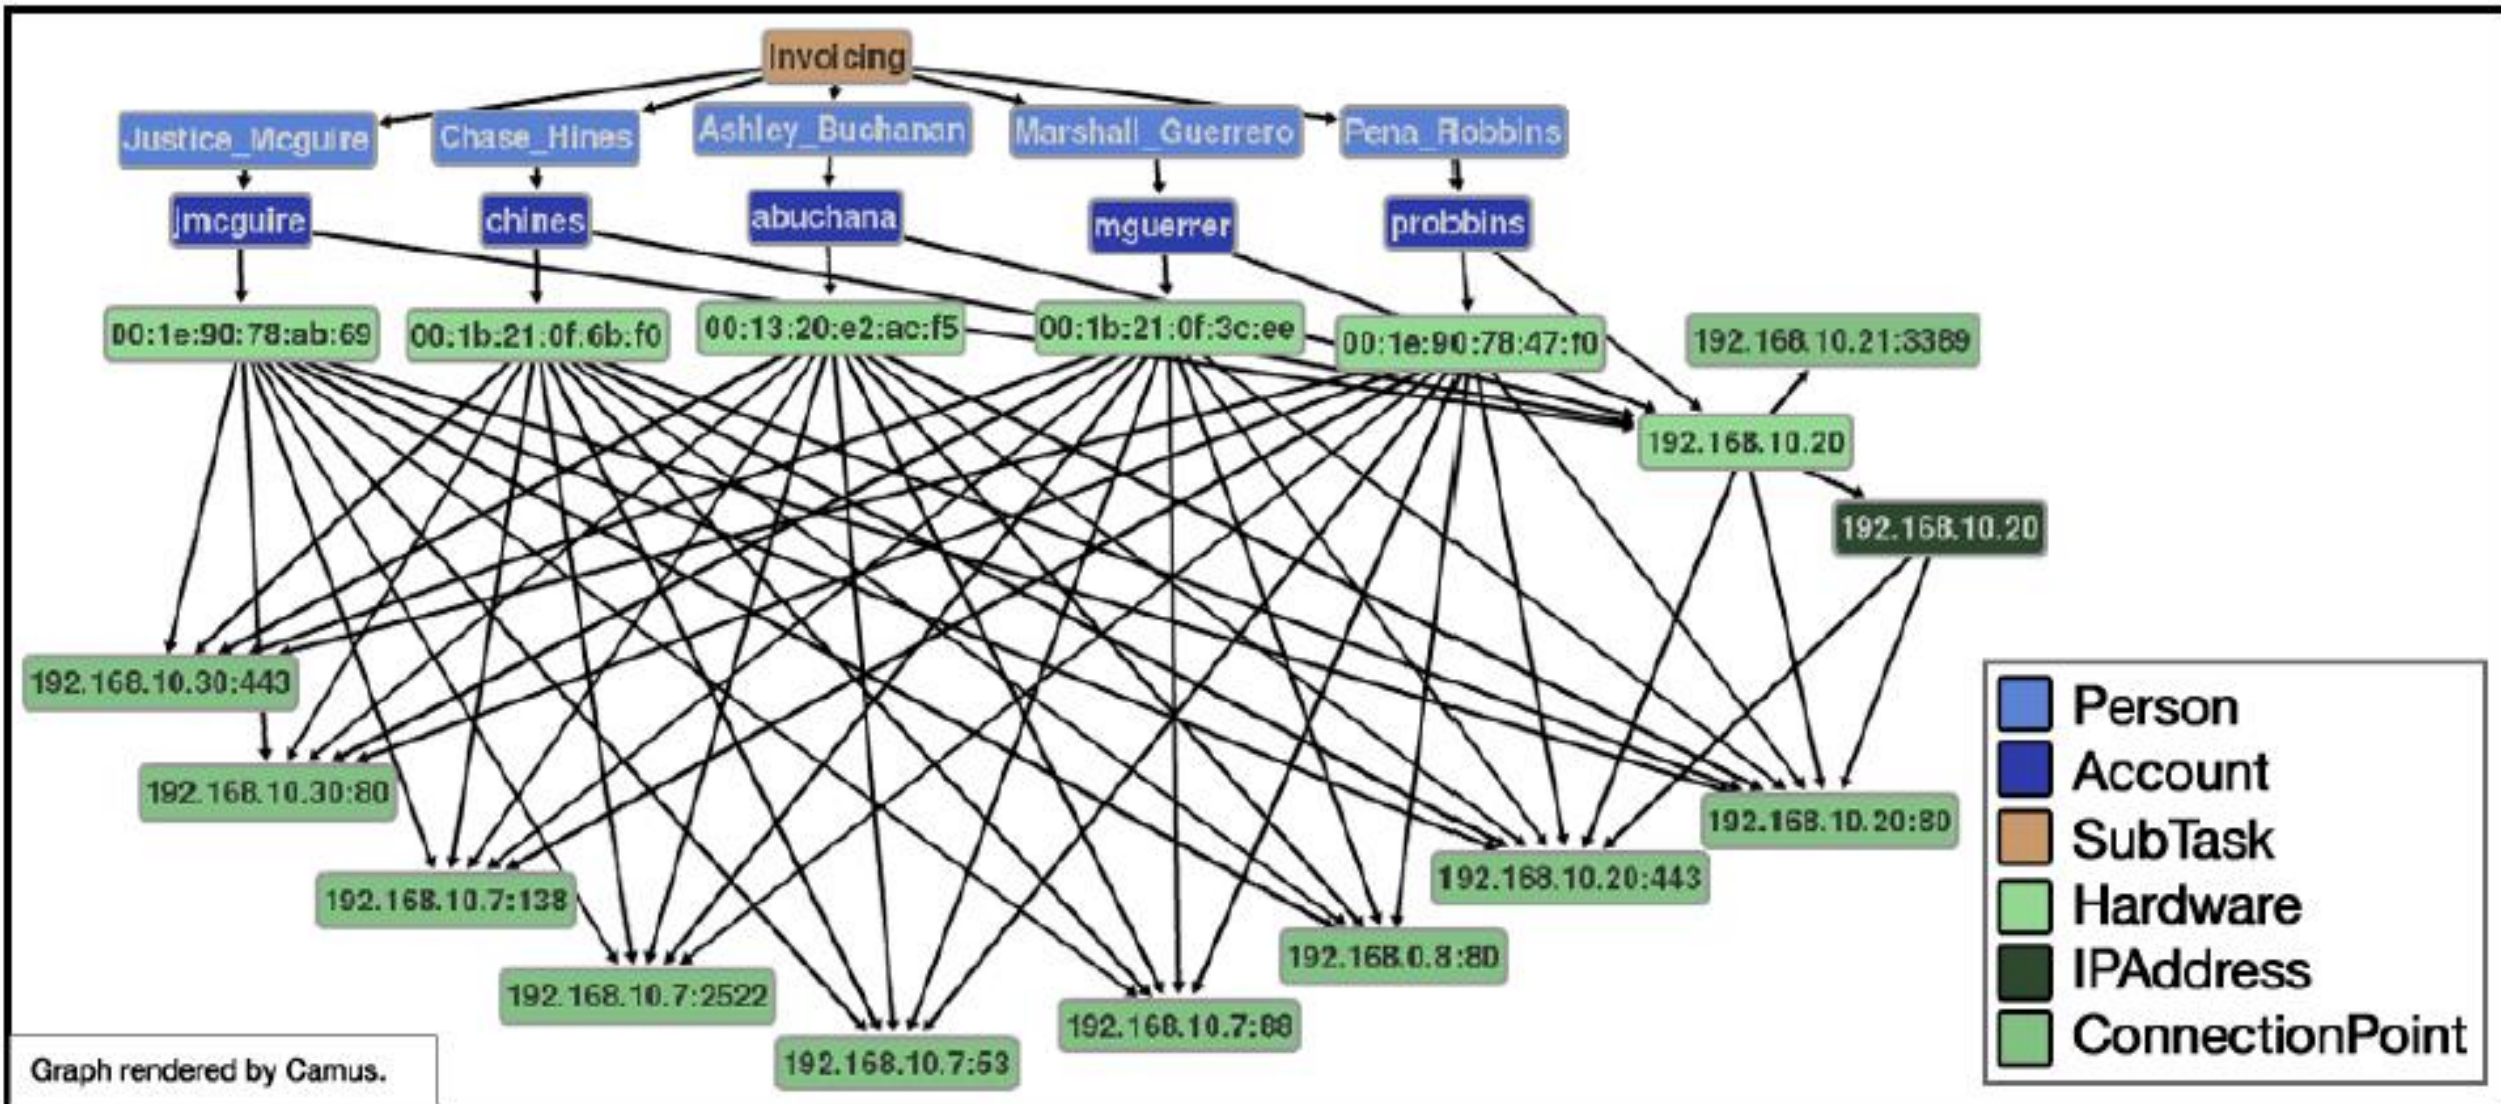 Invoicing
Justice_Mcguire
Chase_Hines
Ashley_Buchanan
Marshall_Guerrero
Pena_Robbins
jmcguire
chines
abuchana
mguerrer
probbins
00:1e:90:78:ab:69
00:1b:21:0f:6b:f0
00:13:20:e2:ac:f5
00:1b:21:0f:3c:ee
00:1e:90:78:47:f0
192.168.10.21:3389
192.168.10.20
192.168.10.20
192.168.10.30:443
192.168.10.30:80
192.168.10.7:138
192.168.10.7:2522
192.168.10.7:53
192.168.10.7:88
192.168.0.8:80
192.168.10.20:443
192.168.10.20:80
Person
Account
SubTask
Hardware
IPAddress
ConnectionPoint
Graph rendered by Camus.